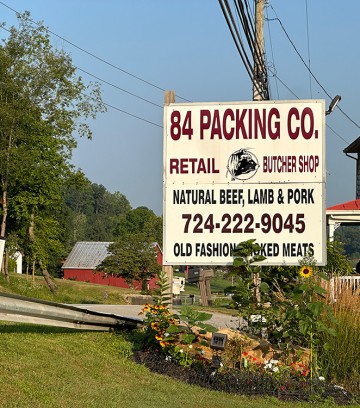 84 PACKING CO.
RETAIL BUTCHER SHOP
NATURAL BEEF, LAMB & PORK
724-222-9045
OLD FASHION SMOKED MEATS